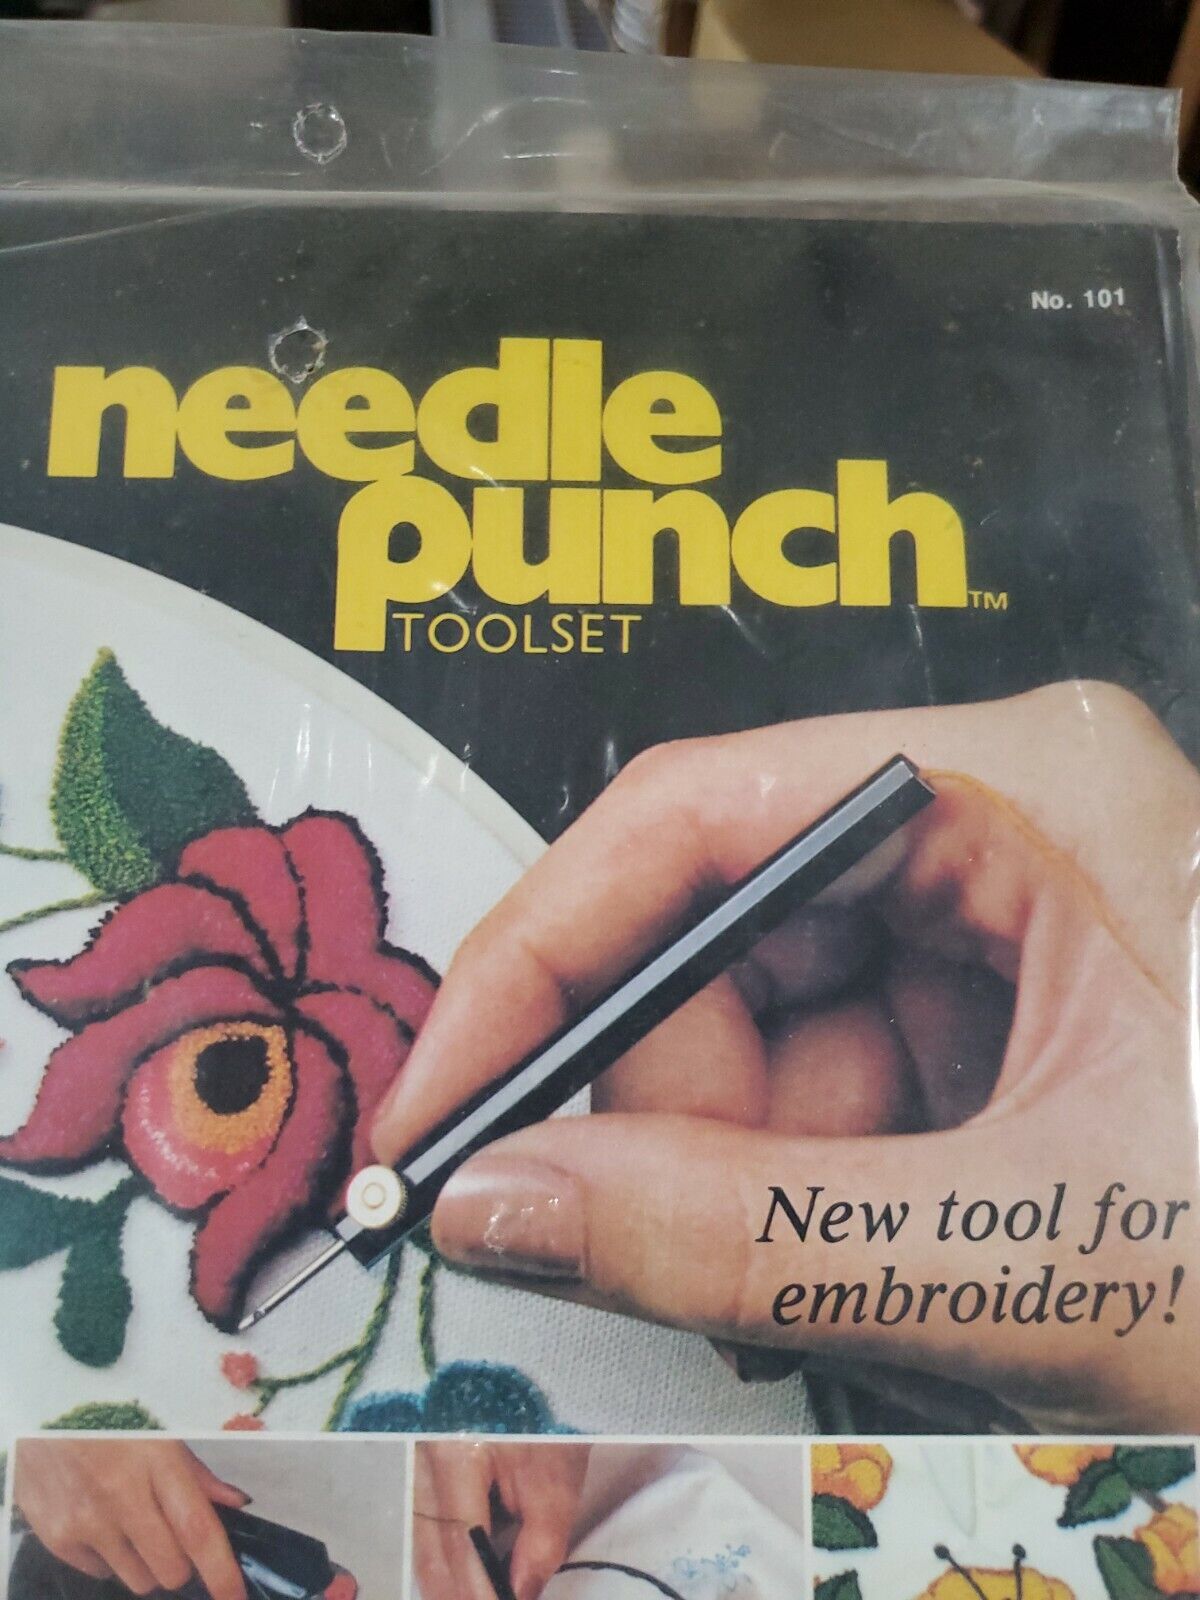 No. 101
needle
punch™
TOOLSET
New tool for
embroidery!